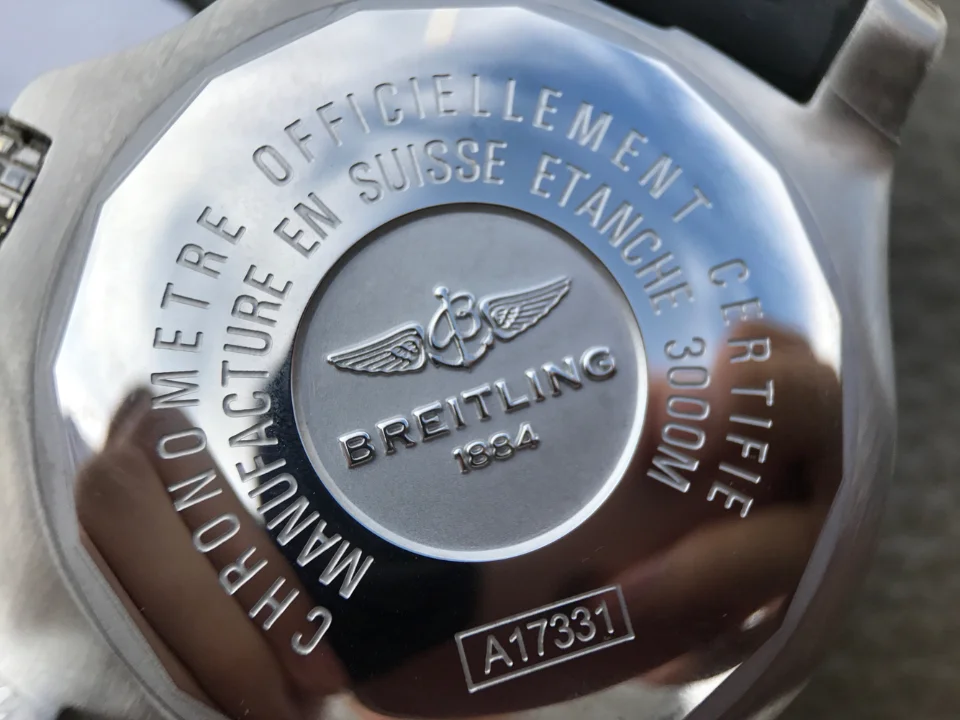 CHRONOMETRE OFFICIELLEMENT CERTIFIE
MANUFACTURE EN SUISSE ETANCHE 3000M
B
BREITLING
1884
A17331